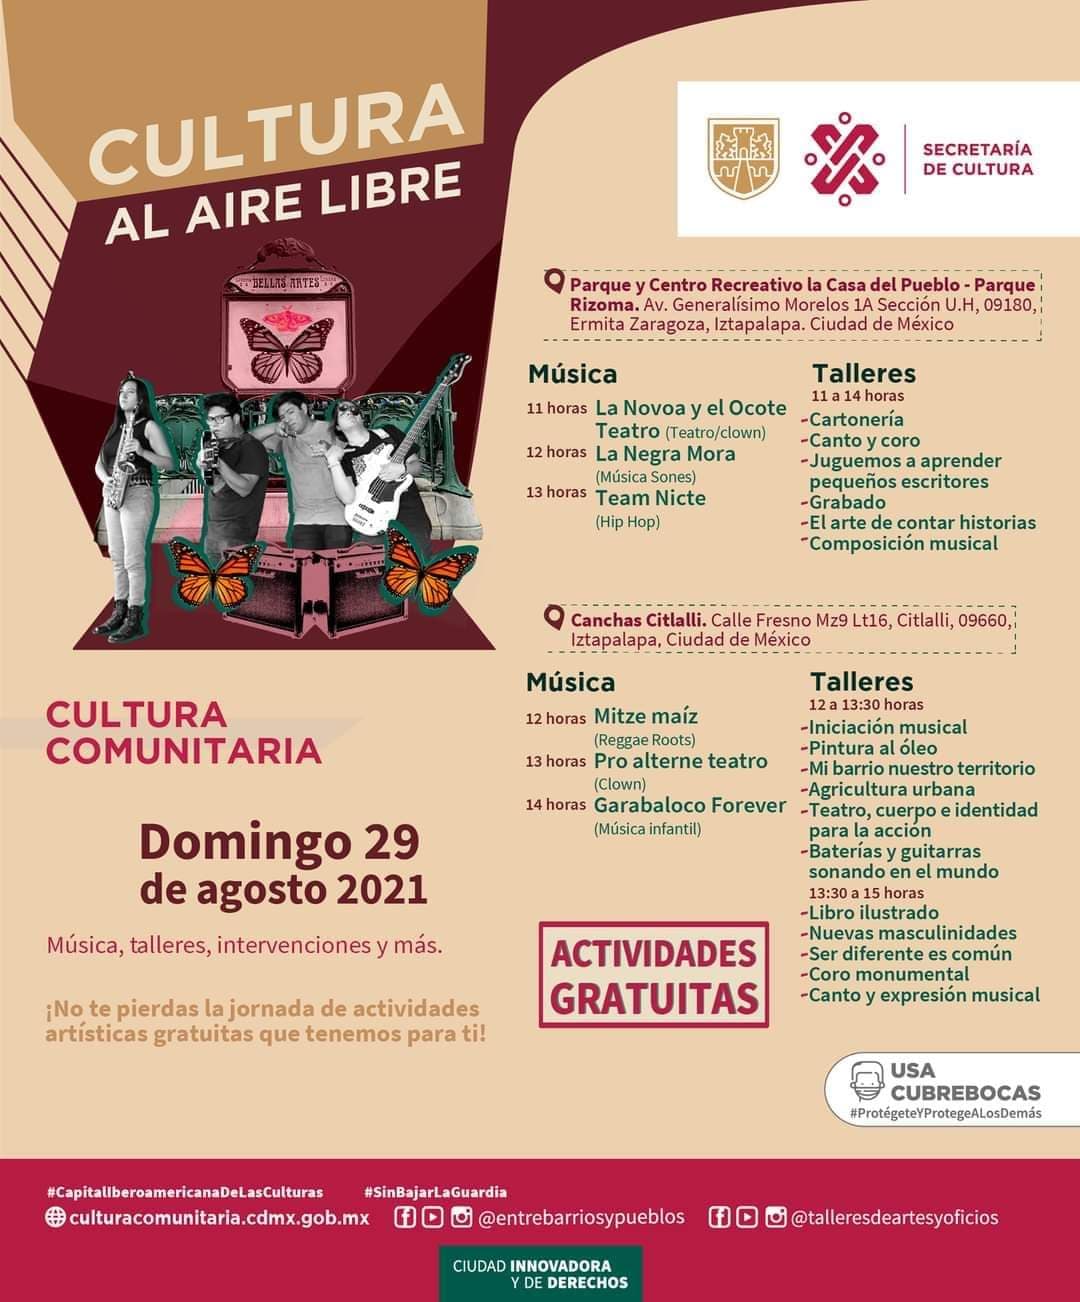 CULTURA
AL AIRE LIBRE
BELLAS ARTES
SECRETARÍA
DE CULTURA
Parque y Centro Recreativo la Casa del Pueblo - Parque
Rizoma. Av. Generalísimo Morelos 1A Sección U.H, 09180,
Ermita Zaragoza, Iztapalapa. Ciudad de México
Música
11 horas La Novoa y el Ocote
Teatro (Teatro/clown)
12 horas La Negra Mora
(Música Sones)
13 horas Team Nicte
(Hip Hop)
Talleres
11 a 14 horas
-Cartonería
-Canto y coro
-Juguemos a aprender
pequeños escritores
-Grabado
-El arte de contar historias
-Composición musical
Canchas Citlalli. Calle Fresno Mz9 Lt16, Citlalli, 09660,
Iztapalapa, Ciudad de México
Música
12 horas Mitze maíz
(Reggae Roots)
13 horas Pro alterne teatro
(Clown)
14 horas Garabaloco Forever
(Música infantil)
Talleres
12 a 13:30 horas
-Iniciación musical
-Pintura al óleo
-Mi barrio nuestro territorio
-Agricultura urbana
-Teatro, cuerpo e identidad
para la acción
-Baterías y guitarras
sonando en el mundo
13:30 a 15 horas
-Libro ilustrado
-Nuevas masculinidades
-Ser diferente es común
-Coro monumental
-Canto y expresión musical
CULTURA
COMUNITARIA
Domingo 29
de agosto 2021
Música, talleres, intervenciones y más.
¡No te pierdas la jornada de actividades
artísticas gratuitas que tenemos para ti!
ACTIVIDADES
GRATUITAS
USA
CUBREBOCAS
#ProtégeteYProtegeALosDemás
#CapitalIberoamericanaDeLasCulturas #SinBajarLaGuardia
culturacomunitaria.cdmx.gob.mx @entrebarriosypueblos @talleresdeartesyoficios
CIUDAD INNOVADORA
Y DE DERECHOS